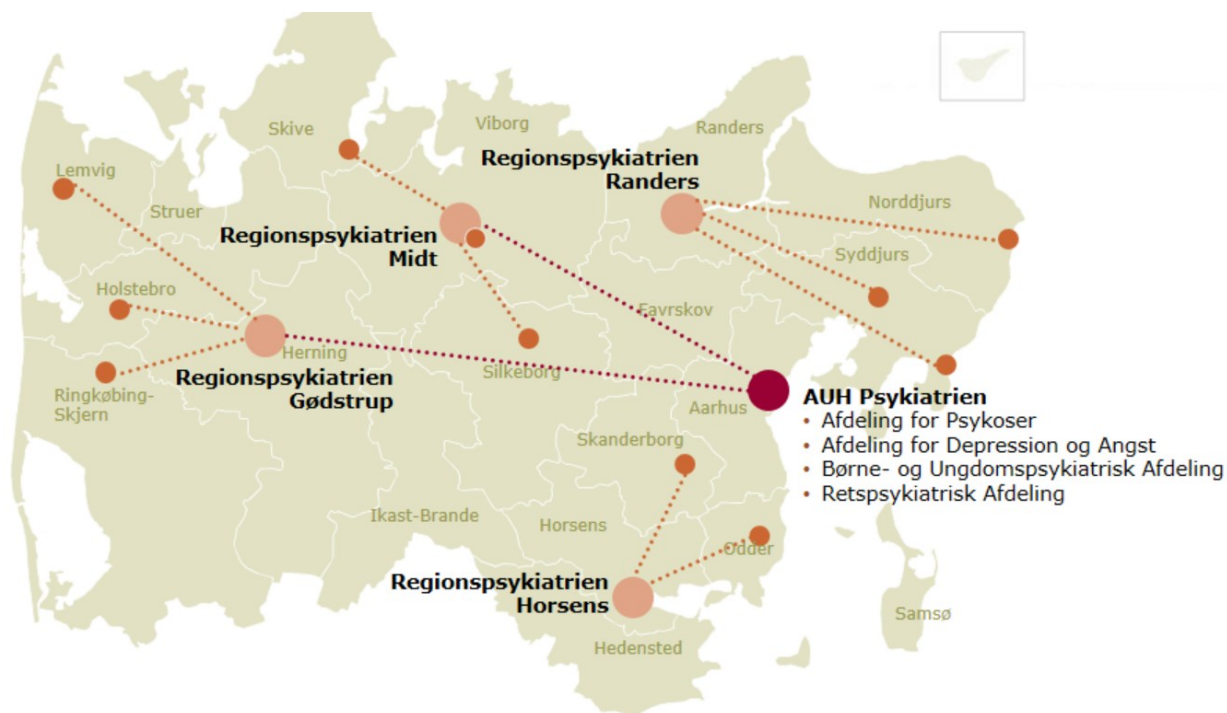 Skive
Viborg
Randers
Lemvig
Regionspsykiatrien
Randers
Struer
Norddjurs
Regionspsykiatrien
Midt
Syddjurs
Holstebro
Favrskov
Herning
Regionspsykiatrien
Gødstrup
Silkeborg
Ringkøbing-
Skjern
Aarhus
AUH Psykiatrien
• Afdeling for Psykoser
• Afdeling for Depression og Angst
• Børne- og Ungdomspsykiatrisk Afdeling
• Retspsykiatrisk Afdeling
Skanderborg
Ikast-Brande
Horsens
Odder
Regionspsykiatrien
Horsens
Samsø
Hedensted